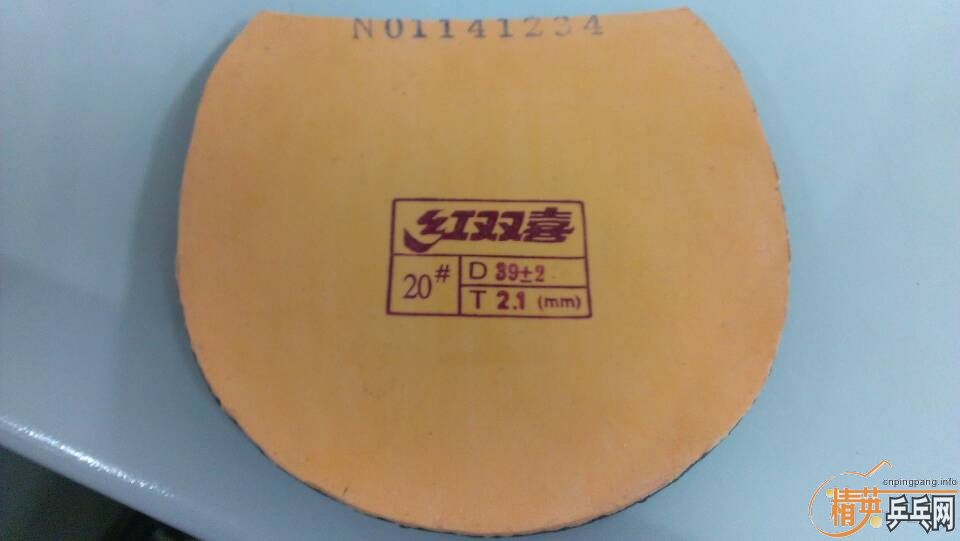 N01141234
红双喜
20# D 39±2
T 2.1 (mm)
cnpingpang.info
精英乒乓网